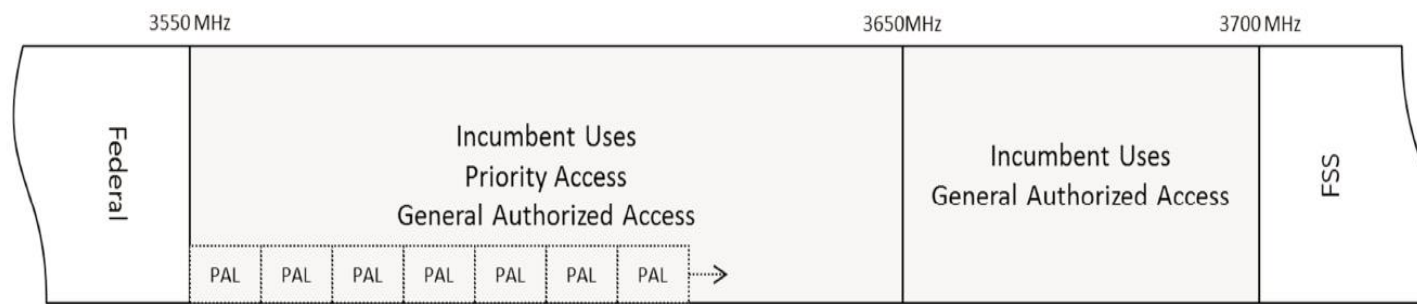 3550 MHz
3650MHz
3700 MHz
Federal
Incumbent Uses
Priority Access
General Authorized Access
PAL PAL PAL PAL PAL PAL PAL
Incumbent Uses
General Authorized Access
FSS